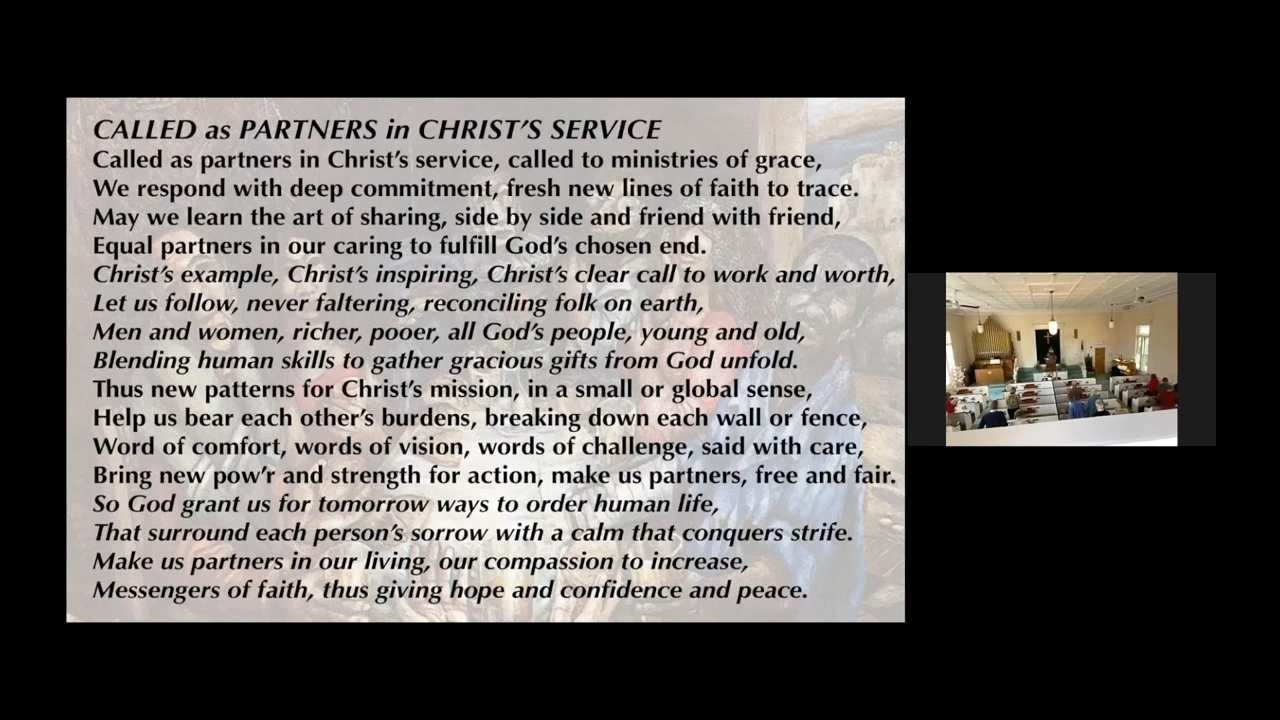 CALLED as PARTNERS in CHRIST’S SERVICE
Called as partners in Christ’s service, called to ministries of grace,
We respond with deep commitment, fresh new lines of faith to trace.
May we learn the art of sharing, side by side and friend with friend,
Equal partners in our caring to fulfill God’s chosen end.
Christ’s example, Christ’s inspiring, Christ’s clear call to work and worth,
Let us follow, never faltering, reconciling folk on earth,
Men and women, richer, pooer, all God’s people, young and old,
Blending human skills to gather gracious gifts from God unfold.
Thus new patterns for Christ’s mission, in a small or global sense,
Help us bear each other’s burdens, breaking down each wall or fence,
Word of comfort, words of vision, words of challenge, said with care,
Bring new pow’r and strength for action, make us partners, free and fair.
So God grant us for tomorrow ways to order human life,
That surround each person’s sorrow with a calm that conquers strife.
Make us partners in our living, our compassion to increase,
Messengers of faith, thus giving hope and confidence and peace.